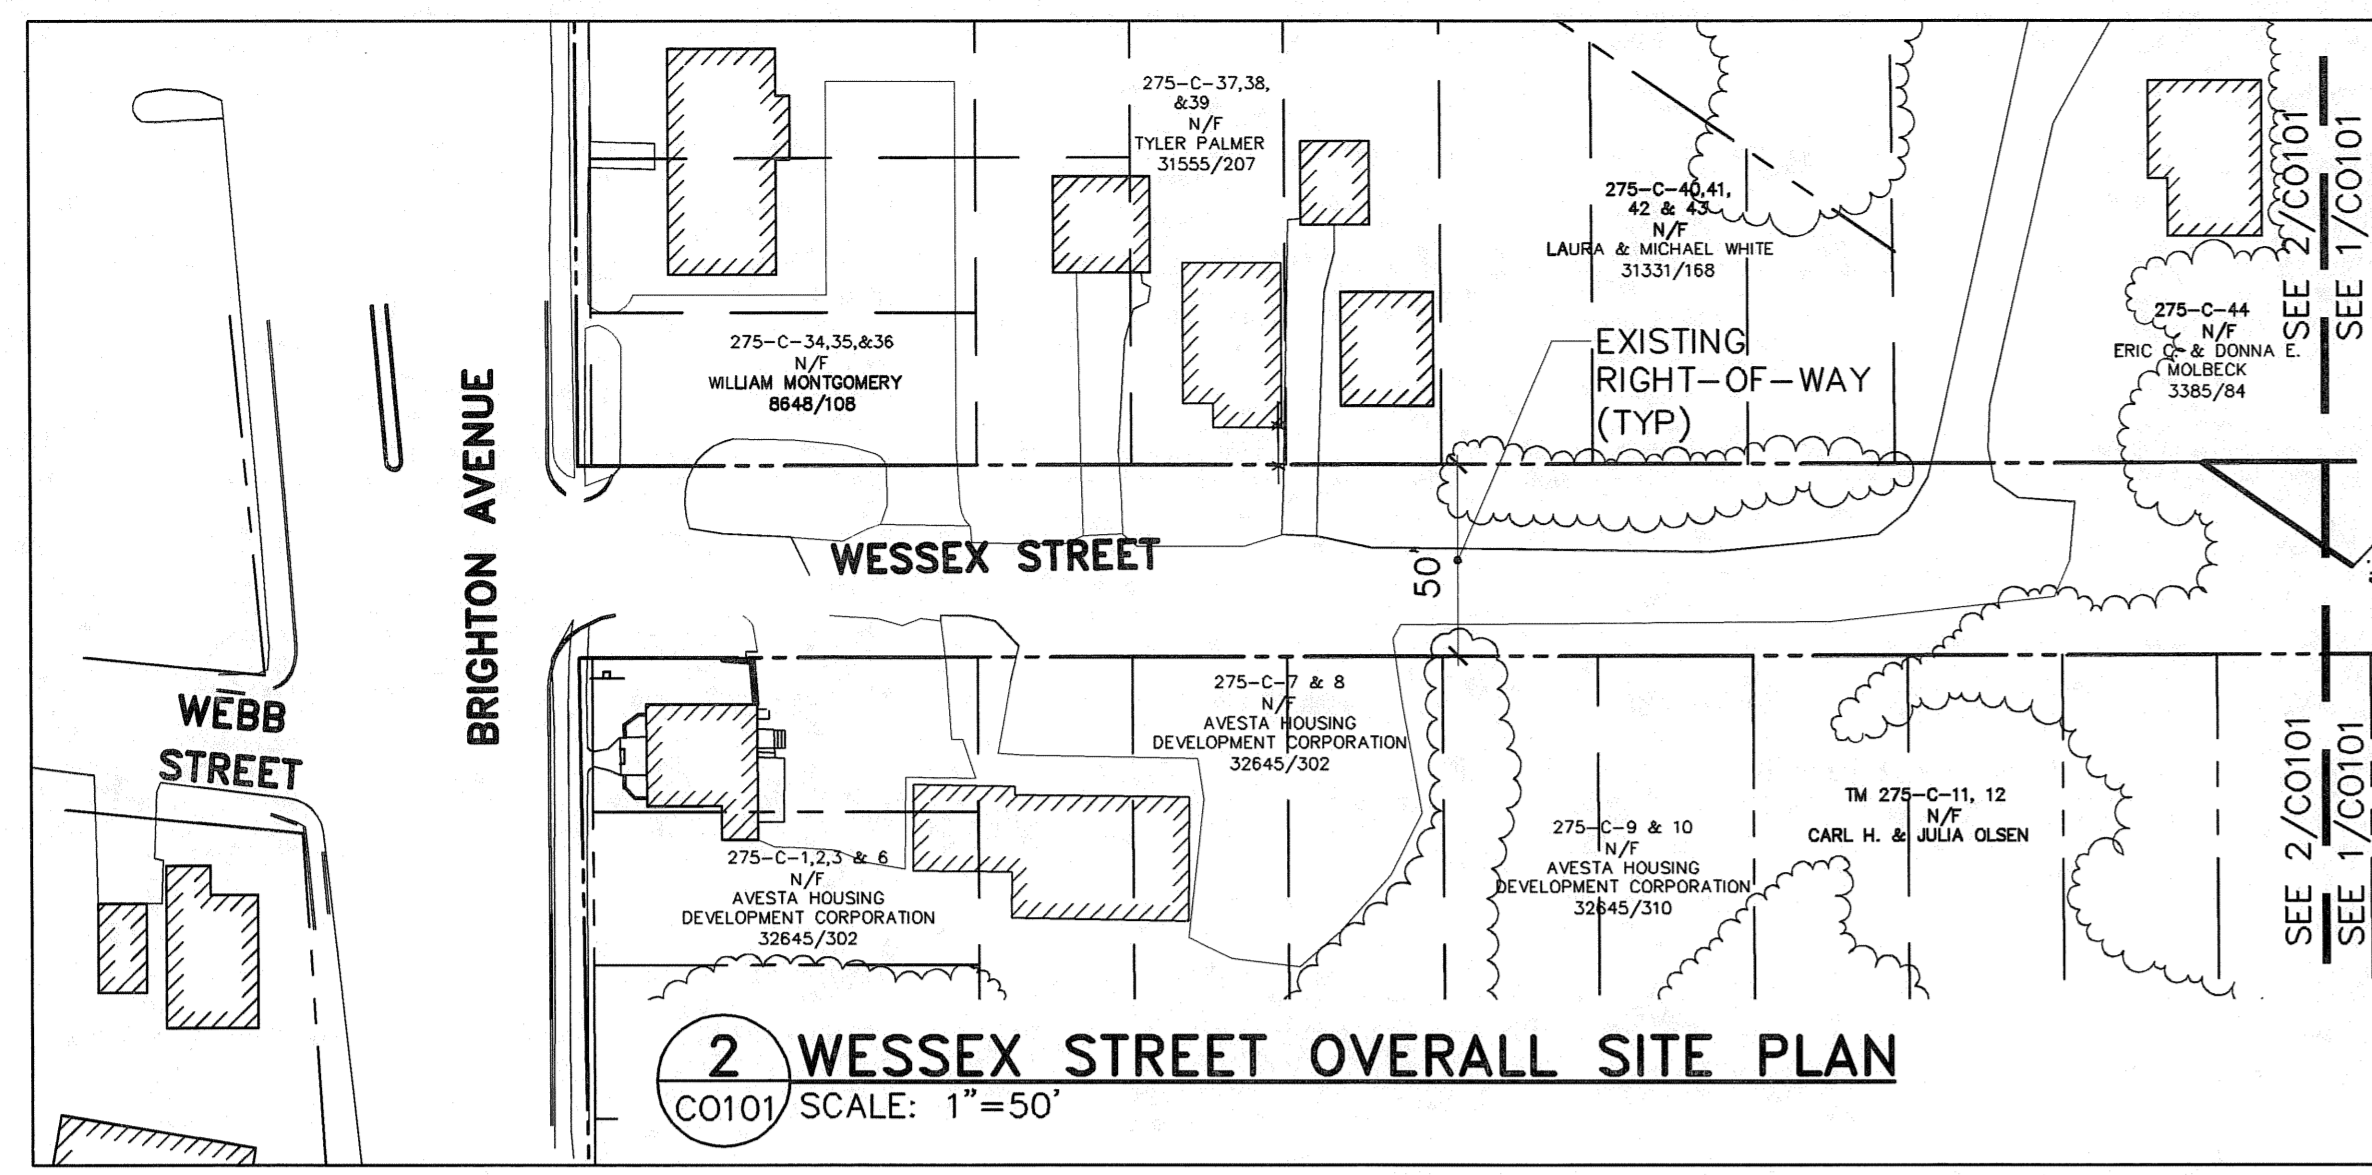 275-C-37,38,
&39
N/F
TYLER PALMER
31555/207
275-C-40,41,
42 & 43
N/F
LAURA & MICHAEL WHITE
31331/168
275-C-34,35,&36
N/F
WILLIAM MONTGOMERY
8648/108
EXISTING
RIGHT-OF-WAY
(TYP)
275-C-44
N/F
ERIC C. & DONNA E.
MOLBECK
3385/84
SEE 2/CO101
SEE 1/CO101
BRIGHTON AVENUE
WESSEX STREET
50'
WEBB
STREET
275-C-7 & 8
N/F
AVESTA HOUSING
DEVELOPMENT CORPORATION
32645/302
275-C-1,2,3 & 6
N/F
AVESTA HOUSING
DEVELOPMENT CORPORATION
32645/302
275-C-9 & 10
N/F
AVESTA HOUSING
DEVELOPMENT CORPORATION
32645/310
TM 275-C-11, 12
N/F
CARL H. & JULIA OLSEN
SEE 2/CO101
SEE 1/CO101
2
CO101
WESSEX STREET OVERALL SITE PLAN
SCALE: 1"=50'